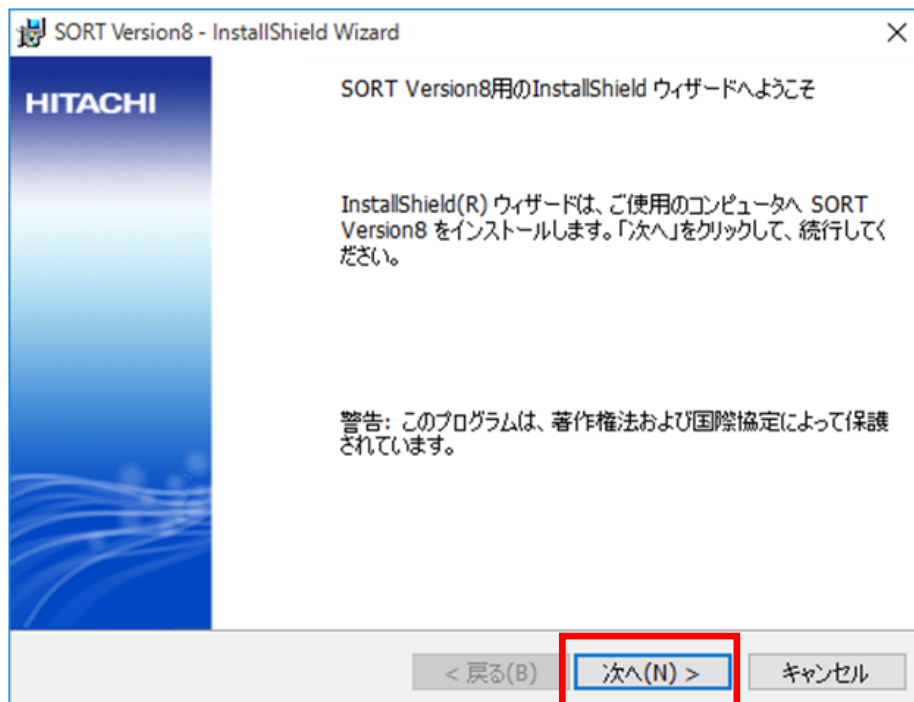 SORT Version8 - InstallShield Wizard
HITACHI
SORT Version8用のInstallShield ウィザードへようこそ
InstallShield(R) ウィザードは、ご使用のコンピュータへ SORT
Version8 をインストールします。「次へ」をクリックして、続行してく
ださい。
警告: このプログラムは、著作権法および国際協定によって保護
されています。
< 戻る(B)
次へ(N) >
キャンセル